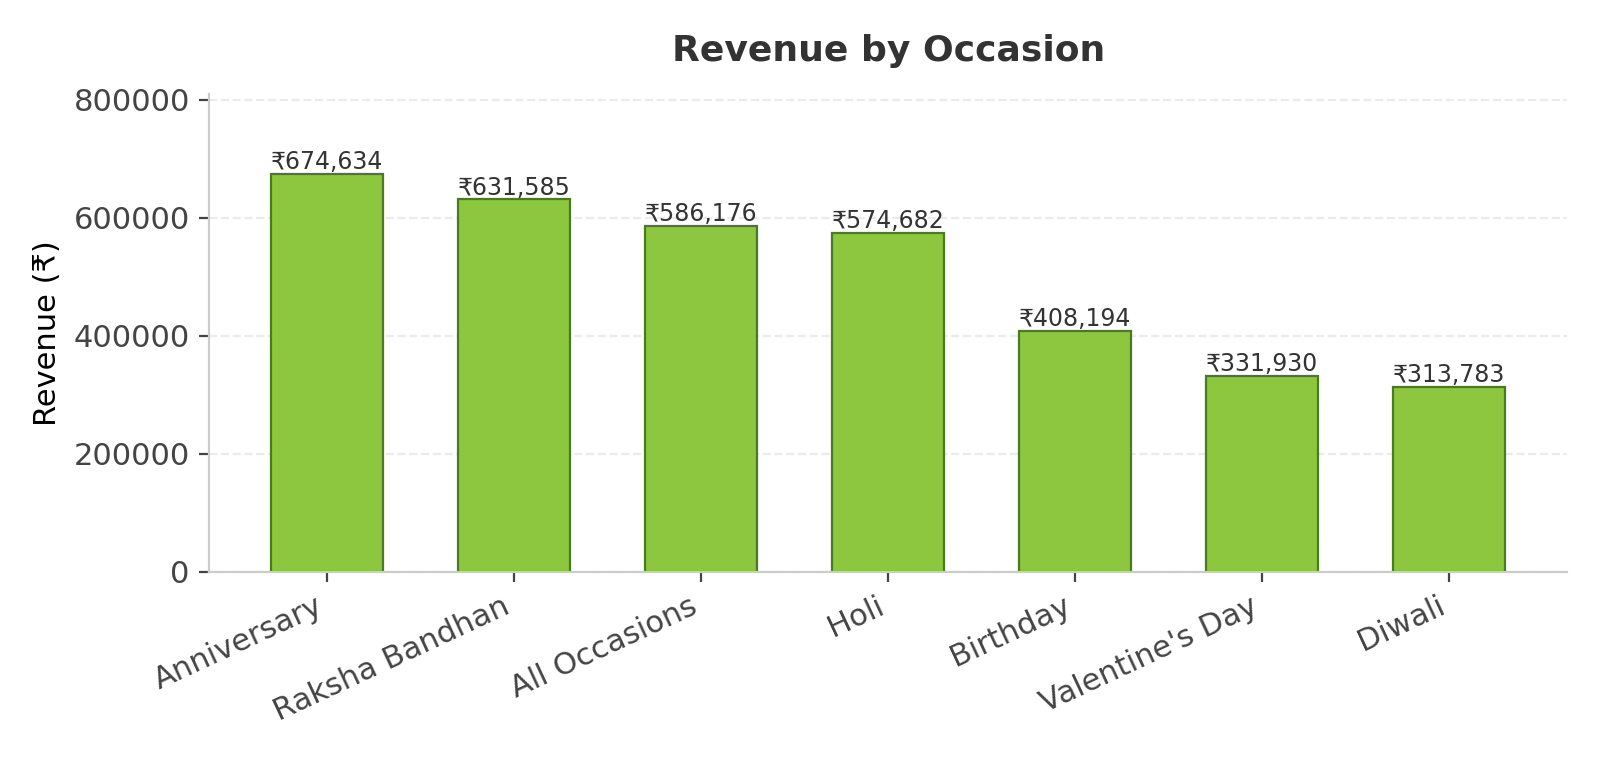 Revenue by Occasion
Revenue (₹)
800000
600000
400000
200000
0
₹674,634
₹631,585
₹586,176
₹574,682
₹408,194
₹331,930
₹313,783
Anniversary
Raksha Bandhan
All Occasions
Holi
Birthday
Valentine's Day
Diwali